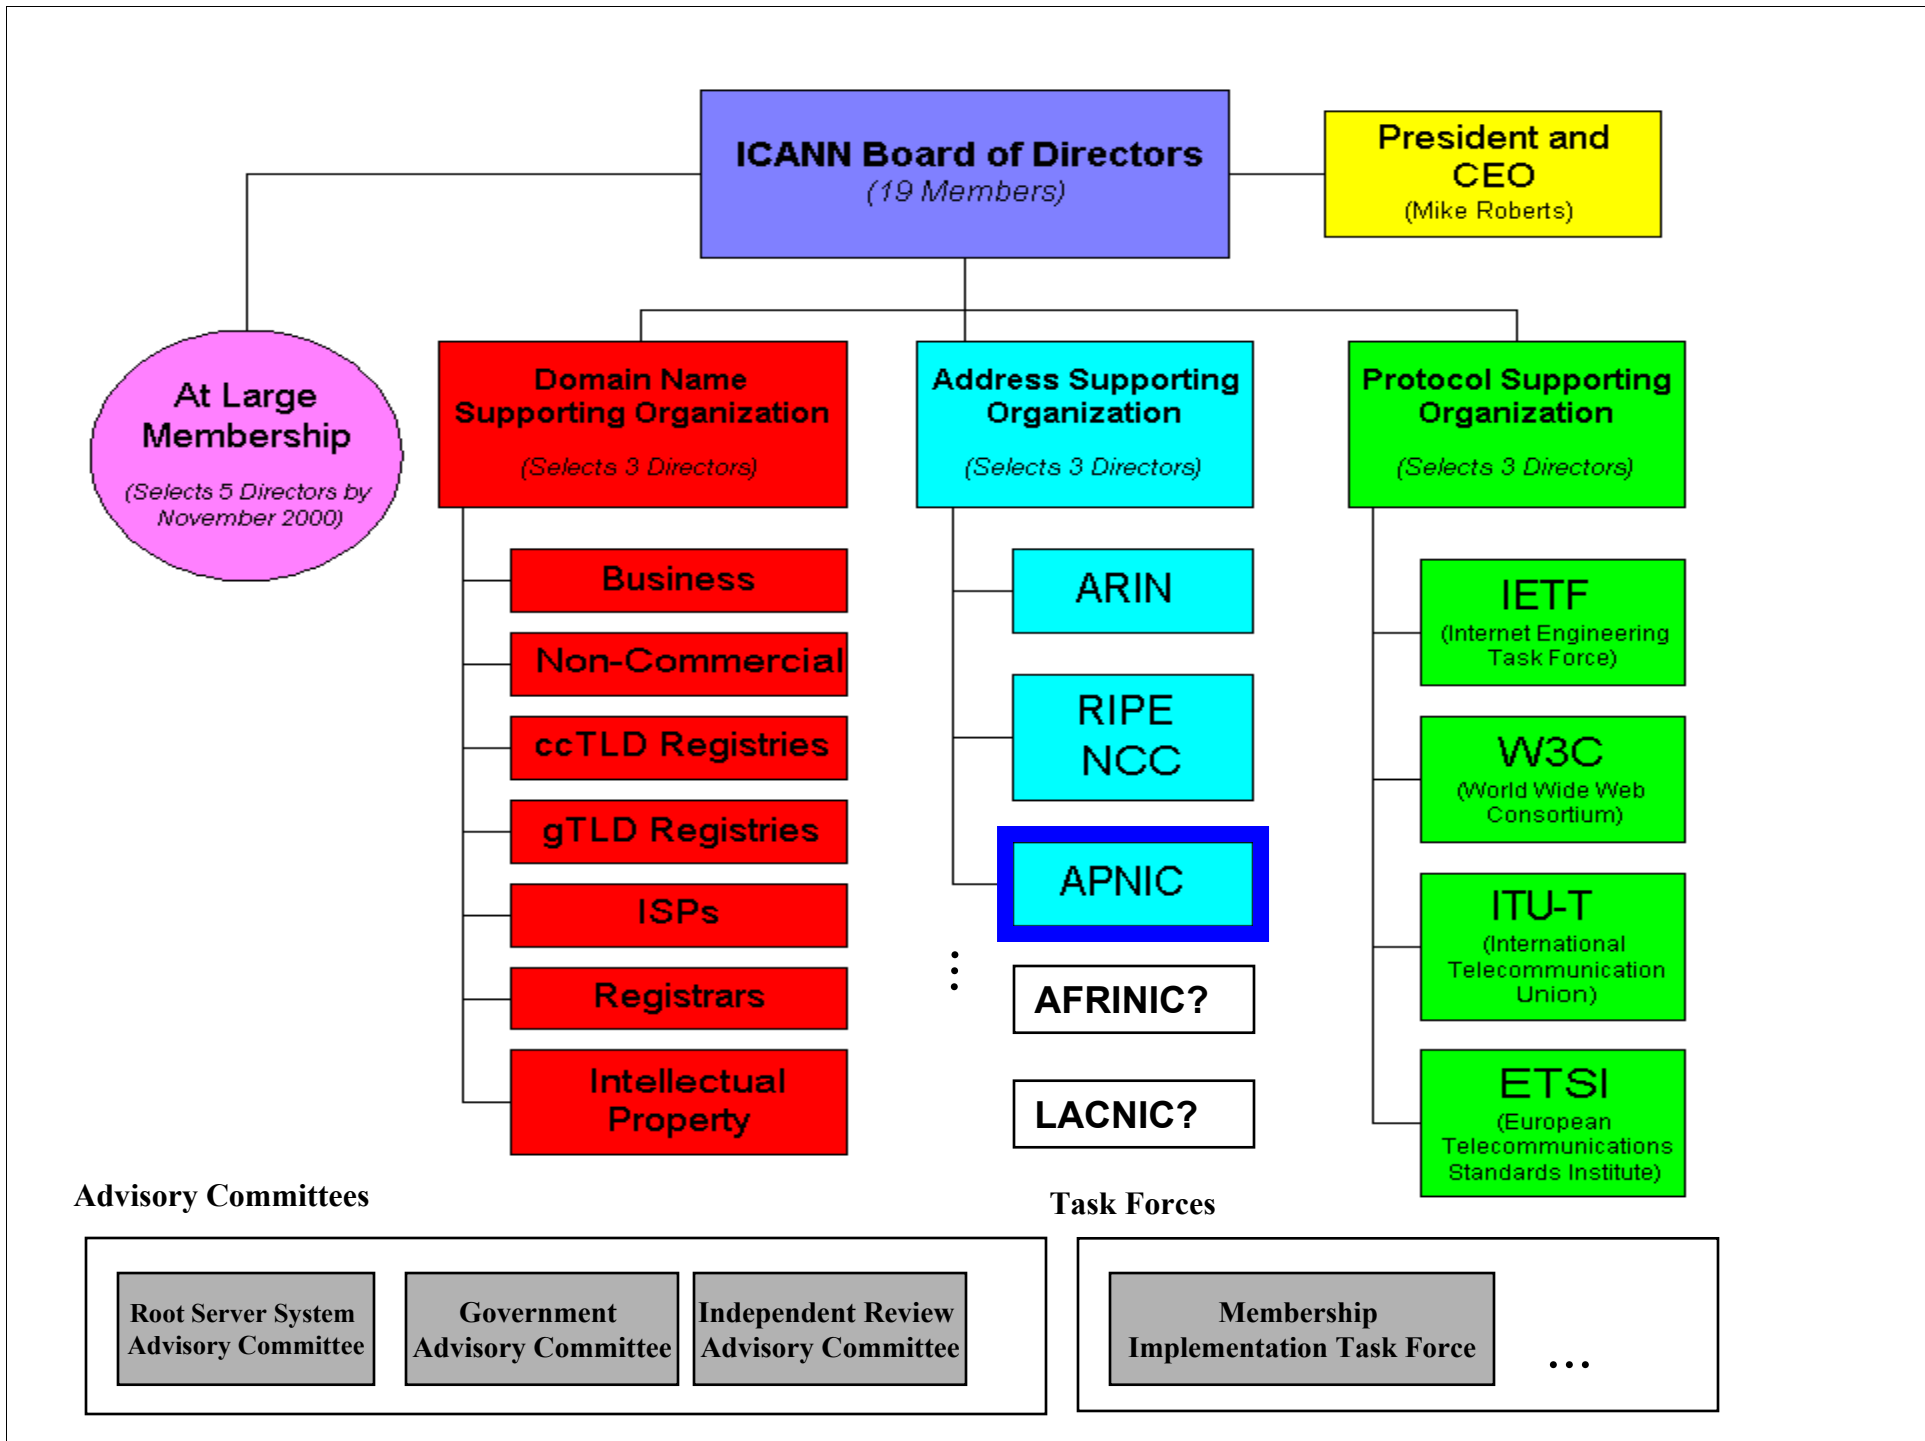 ICANN Board of Directors
(19 Members)
President and
CEO
(Mike Roberts)
At Large
Membership
(Selects 5 Directors by
November 2000)
Domain Name
Supporting Organization
(Selects 3 Directors)
Business
Non-Commercial
ccTLD Registries
gTLD Registries
ISPs
Registrars
Intellectual
Property
Address Supporting
Organization
(Selects 3 Directors)
ARIN
RIPE
NCC
APNIC
...
AFRINIC?
LACNIC?
Protocol Supporting
Organization
(Selects 3 Directors)
IETF
(Internet Engineering
Task Force)
W3C
(World Wide Web
Consortium)
ITU-T
(International
Telecommunication
Union)
ETSI
(European
Telecommunications
Standards Institute)
Advisory Committees
Root Server System
Advisory Committee
Government
Advisory Committee
Independent Review
Advisory Committee
Task Forces
Membership
Implementation Task Force
...